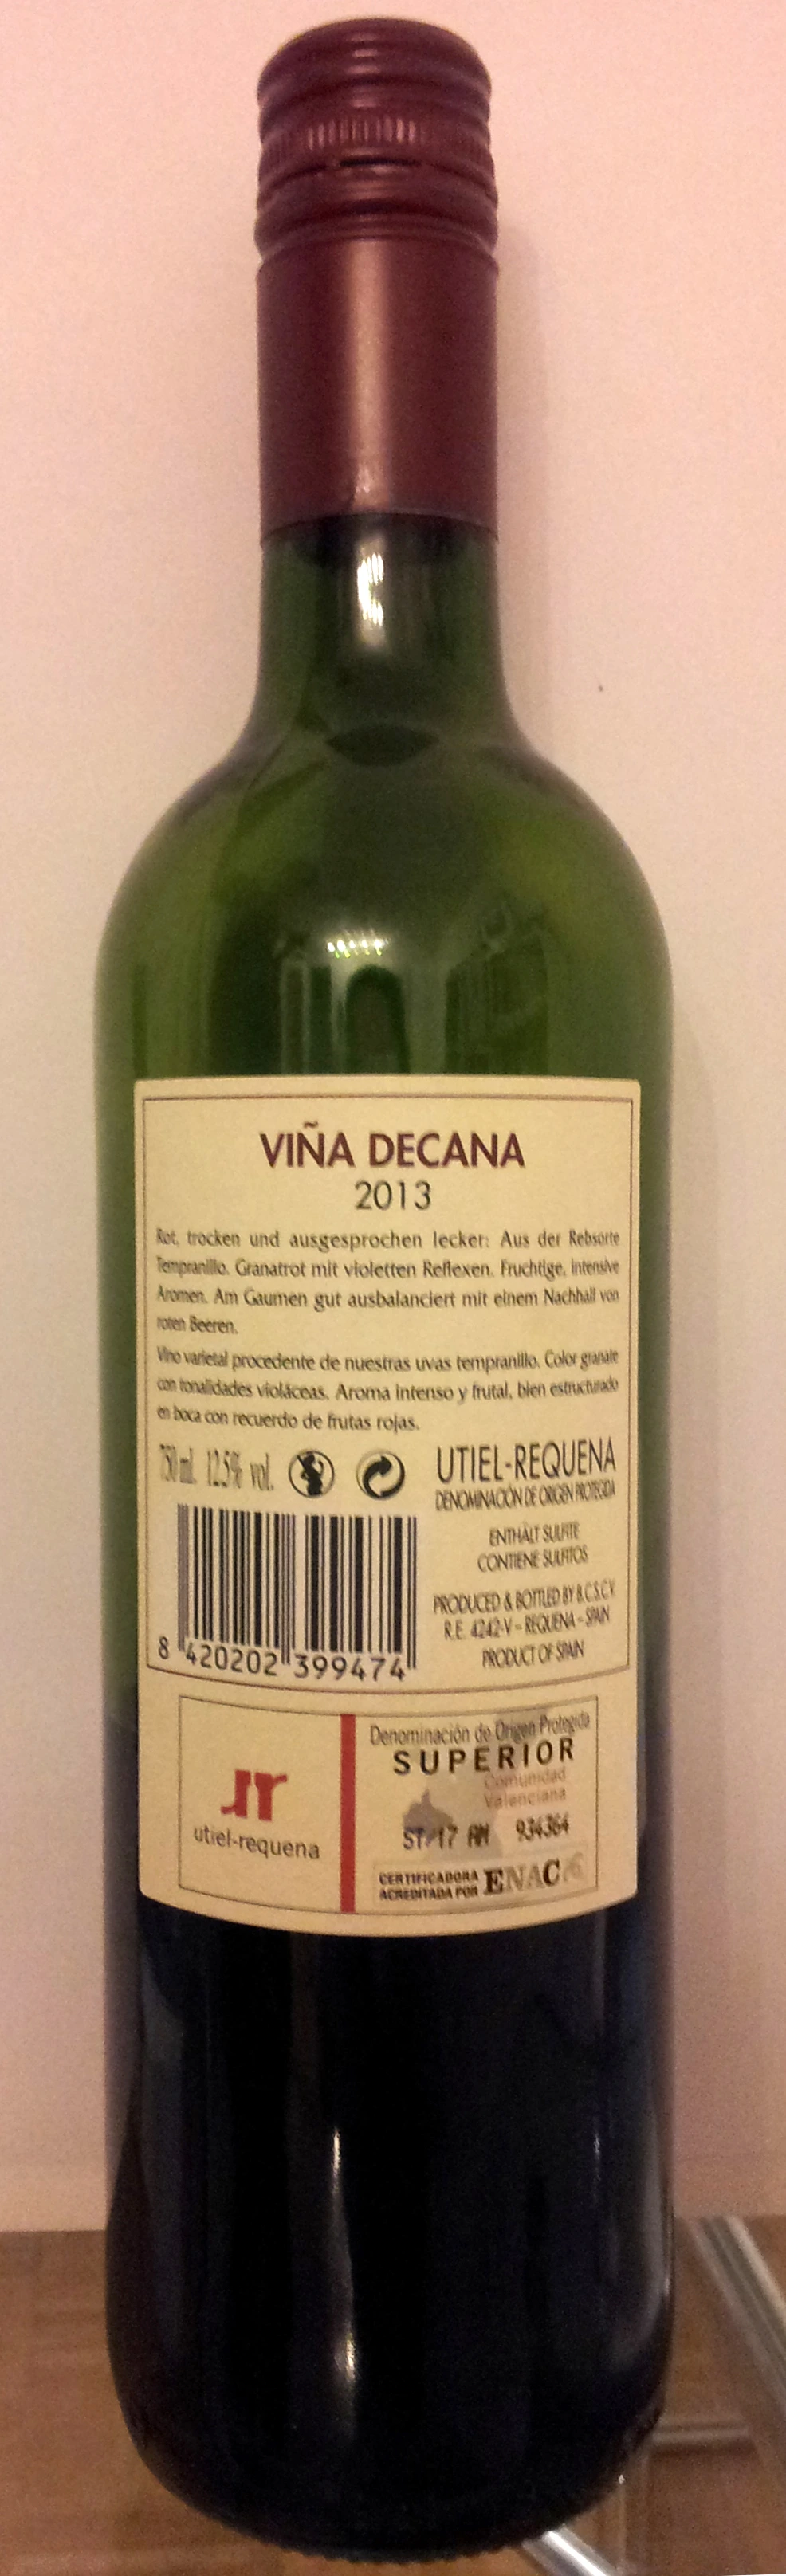 VIÑA DECANA
2013
Rot, trocken und ausgesprochen lecker: Aus der Rebsorte
Tempranillo. Granatrot mit violetten Reflexen. Fruchtige, intensive
Aromen. Am Gaumen gut ausbalanciert mit einem Nachhall von
roten Beeren.
Vino varietal procedente de nuestras uvas tempranillo. Color granate
con tonalidades violáceas. Aroma intenso y frutal, bien estructurado
en boca con recuerdo de frutas rojas.
750 ml. 12.5% vol.
UTIEL-REQUENA
DENOMINACIÓN DE ORIGEN PROTEGIDA
ENTHÄLT SULFITE
CONTIENE SULFITOS
PRODUCED & BOTTLED BY B.C.S.C.V.
R.E. 4242-V - REQUENA - SPAIN
PRODUCT OF SPAIN
8 420202 399474
utiel-requena
Denominación de Origen Protegida
SUPERIOR
Comunidad
Valenciana
ST 17 AM 934364
CERTIFICADORA
ACREDITADA POR ENAC